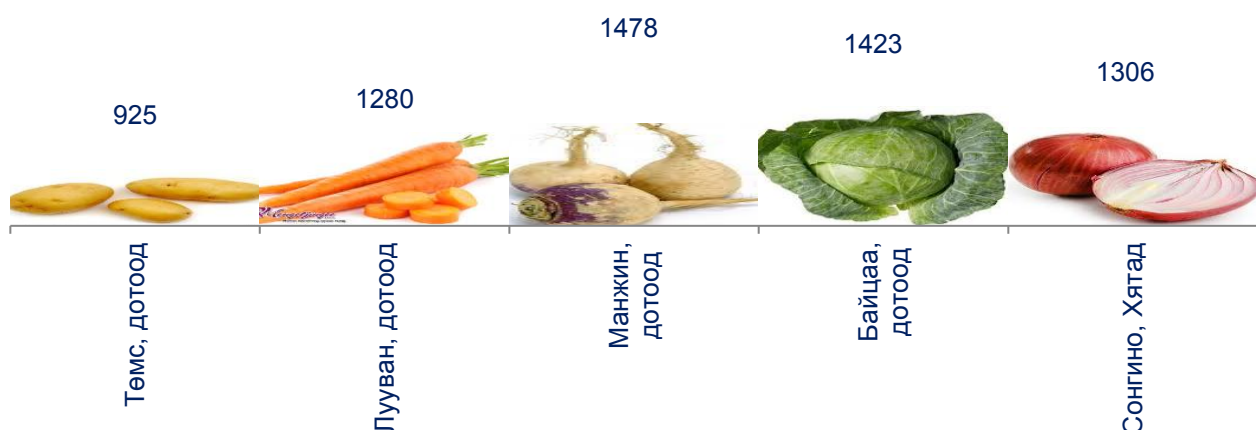 1478
1423
1306
1280
925
Төмс, дотоод
Лууван, дотоод
Манжин,
дотоод
Байцаа,
дотоод
Сонгино, Хятад